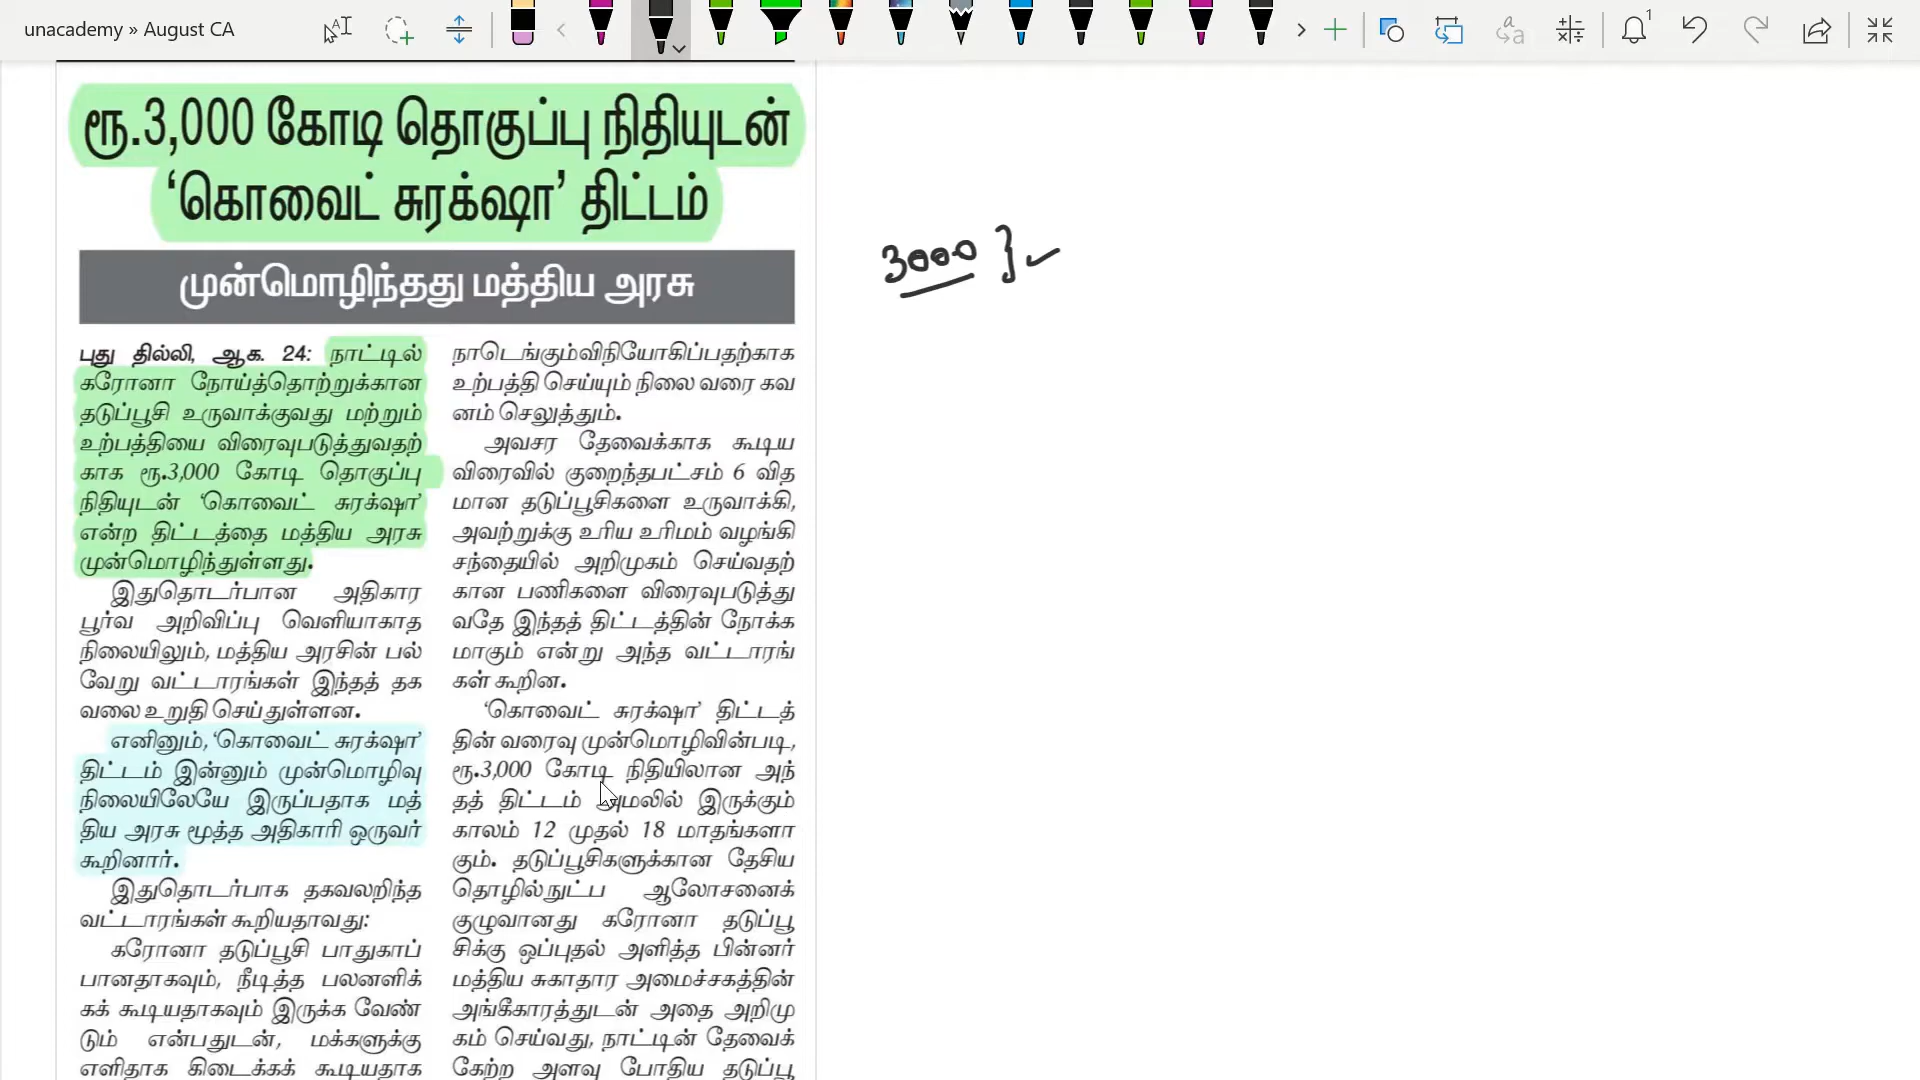 unacademy » August CA
1
ரூ.3,000 கோடி தொகுப்பு நிதியுடன்
‘கொவைட் சுரக்ஷா’ திட்டம்
முன்மொழிந்தது மத்திய அரசு
3000 } ✓
புது தில்லி, ஆக. 24: நாட்டில்
கரோனா நோய்த்தொற்றுக்கான
தடுப்பூசி உருவாக்குவது மற்றும்
உற்பத்தியை விரைவுபடுத்துவதற்
காக ரூ.3,000 கோடி தொகுப்பு
நிதியுடன் ‘கொவைட் சுரக்ஷா’
என்ற திட்டத்தை மத்திய அரசு
முன்மொழிந்துள்ளது.
இதுதொடர்பான அதிகார
பூர்வ அறிவிப்பு வெளியாகாத
நிலையிலும், மத்திய அரசின் பல்
வேறு வட்டாரங்கள் இந்தத் தக
வலை உறுதி செய்துள்ளன.
எனினும், ‘கொவைட் சுரக்ஷா’
திட்டம் இன்னும் முன்மொழிவு
நிலையிலேயே இருப்பதாக மத்
திய அரசு மூத்த அதிகாரி ஒருவர்
கூறினார்.
இதுதொடர்பாக தகவலறிந்த
வட்டாரங்கள் கூறியதாவது:
கரோனா தடுப்பூசி பாதுகாப்
பானதாகவும், நீடித்த பலனளிக்
கக் கூடியதாகவும் இருக்க வேண்
டும் என்பதுடன், மக்களுக்கு
எளிதாக கிடைக்கக் கூடியதாக
நாடெங்கும்விநியோகிப்பதற்காக
உற்பத்தி செய்யும் நிலை வரை கவ
னம் செலுத்தும்.
அவசர தேவைக்காக கூடிய
விரைவில் குறைந்தபட்சம் 6 வித
மான தடுப்பூசிகளை உருவாக்கி,
அவற்றுக்கு உரிய உரிமம் வழங்கி
சந்தையில் அறிமுகம் செய்வதற்
கான பணிகளை விரைவுபடுத்து
வதே இந்தத் திட்டத்தின் நோக்க
மாகும் என்று அந்த வட்டாரங்
கள் கூறின.
‘கொவைட் சுரக்ஷா’ திட்டத்
தின் வரைவு முன்மொழிவின்படி,
ரூ.3,000 கோடி நிதியிலான அந்
தத் திட்டம் அமலில் இருக்கும்
காலம் 12 முதல் 18 மாதங்களா
கும். தடுப்பூசிகளுக்கான தேசிய
தொழில்நுட்ப ஆலோசனைக்
குழுவானது கரோனா தடுப்பூ
சிக்கு ஒப்புதல் அளித்த பின்னர்
மத்திய சுகாதார அமைச்சகத்தின்
அங்கீகாரத்துடன் அதை அறிமு
கம் செய்வது, நாட்டின் தேவைக்
கேற்ற அளவு போதிய தடுப்பூ